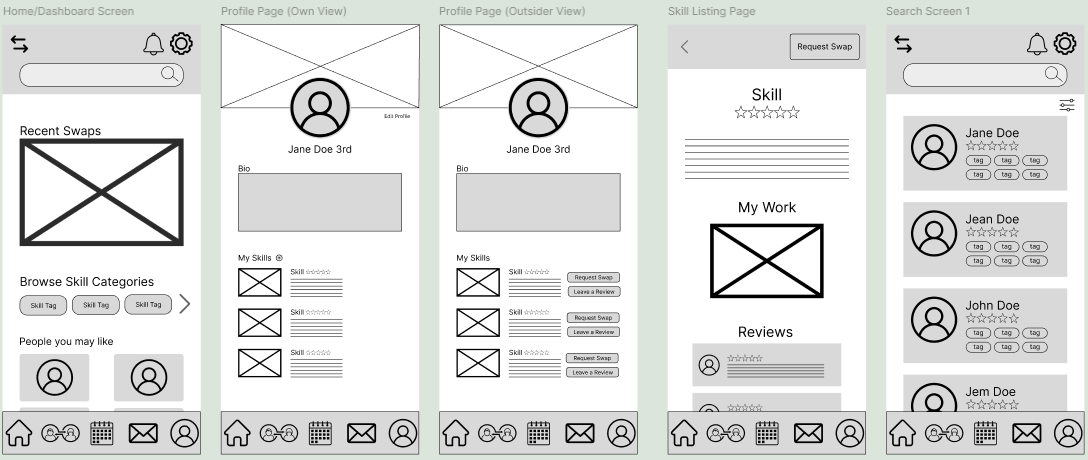 Home/Dashboard Screen
Recent Swaps
Browse Skill Categories
Skill Tag Skill Tag Skill Tag
People you may like
Profile Page (Own View)
Edit Profile
Jane Doe 3rd
Bio
My Skills
Skill
Skill
Skill
Profile Page (Outsider View)
Jane Doe 3rd
Bio
My Skills
Skill
Request Swap
Leave a Review
Skill
Request Swap
Leave a Review
Skill
Request Swap
Leave a Review
Skill Listing Page
Request Swap
Skill
My Work
Reviews
Search Screen 1
Jane Doe
tag tag tag
tag tag tag
Jean Doe
tag tag tag
tag tag tag
John Doe
tag tag tag
tag tag tag
Jem Doe